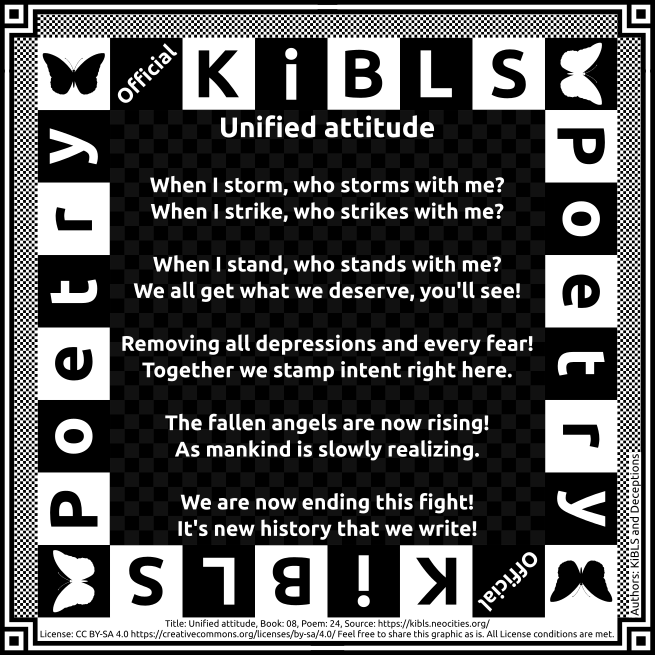 Official KiBLS
Poetry
Poetry
Unified attitude
When I storm, who storms with me?
When I strike, who strikes with me?
When I stand, who stands with me?
We all get what we deserve, you'll see!
Removing all depressions and every fear!
Together we stamp intent right here.
The fallen angels are now rising!
As mankind is slowly realizing.
We are now ending this fight!
It's new history that we write!
Official KiBLS
Authors: KiBLS and Deceptions
Title: Unified attitude, Book: 08, Poem: 24, Source: https://kibls.neocities.org/
License: CC BY-SA 4.0 https://creativecommons.org/licenses/by-sa/4.0/ Feel free to share this graphic as is. All License conditions are met.